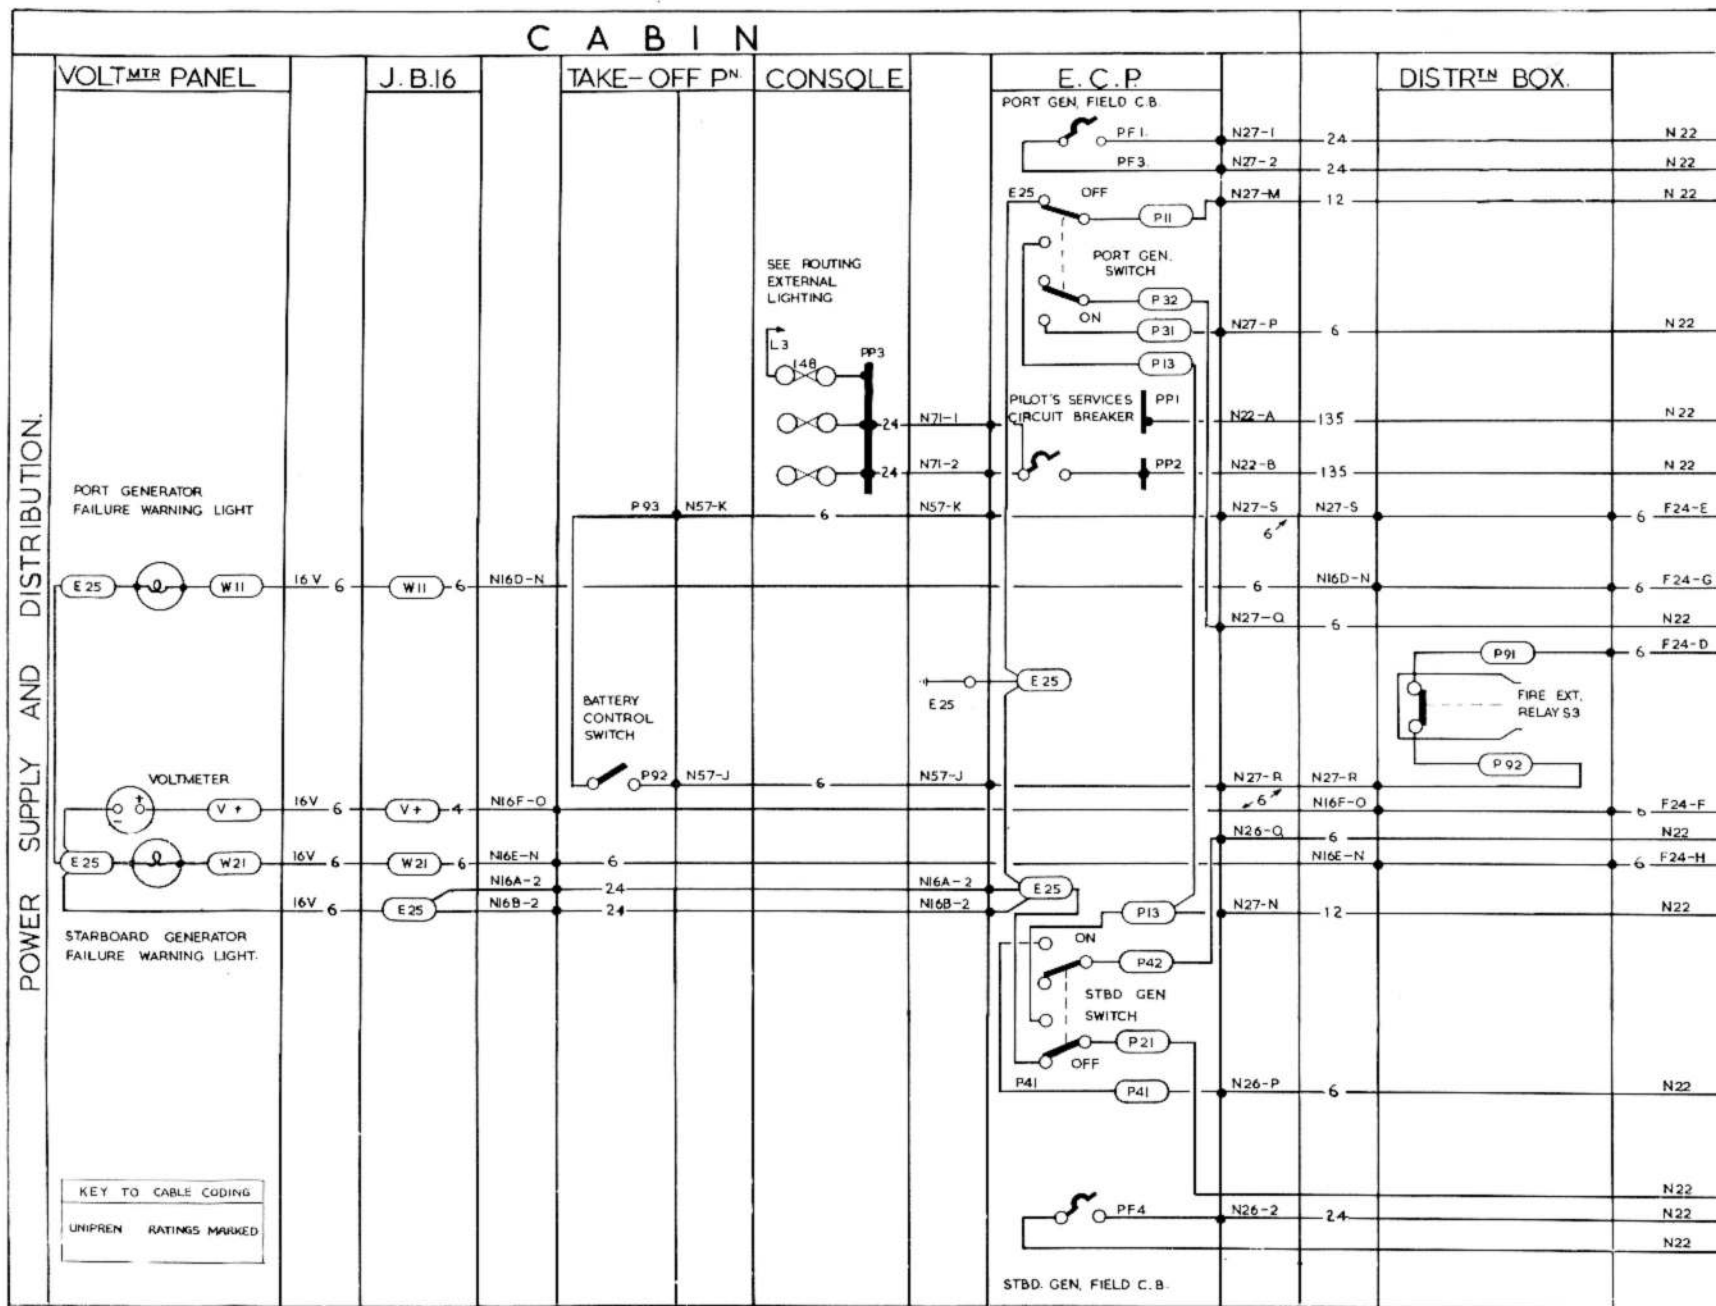 CABIN
VOLTMTR PANEL
J.B.16
TAKE-OFF PN.
CONSOLE
E.C.P.
DISTRTN BOX.
POWER SUPPLY AND DISTRIBUTION.
PORT GEN, FIELD C.B.
PF1.
N27-1
24
N22
PF3.
N27-2
24
N22
E25
OFF
P11
N27-M
12
N22
PORT GEN.
SWITCH
P32
ON
P31
N27-P
6
N22
P13
SEE ROUTING
EXTERNAL
LIGHTING
L3
148
PP3
PILOT'S SERVICES
CIRCUIT BREAKER
PP1
24
N71-1
N22-A
135
N22
24
N71-2
PP2
N22-B
135
N22
PORT GENERATOR
FAILURE WARNING LIGHT
P93
N57-K
6
N57-K
N27-S
6
N27-S
6
F24-E
E25
W11
16V
6
W11
6
N16D-N
6
N16D-N
6
F24-G
N27-Q
6
N22
P91
6
F24-D
FIRE EXT.
RELAY S3
E25
E25
BATTERY
CONTROL
SWITCH
P92
P92
N57-J
6
N57-J
N27-R
N27-R
VOLTMETER
+
-
V+
16V
6
V+
4
N16F-O
6
N16F-O
6
F24-F
N26-Q
6
N22
E25
W21
16V
6
W21
6
N16E-N
6
N16E-N
6
F24-H
N16A-2
24
N16A-2
E25
16V
6
E25
N16B-2
24
N16B-2
P13
N27-N
12
N22
STARBOARD GENERATOR
FAILURE WARNING LIGHT.
ON
P42
STBD GEN
SWITCH
P21
OFF
P41
P41
N26-P
6
N22
N22
PF4
N26-2
24
N22
N22
STBD. GEN, FIELD C.B.
KEY TO CABLE CODING
UNIPREN RATINGS MARKED